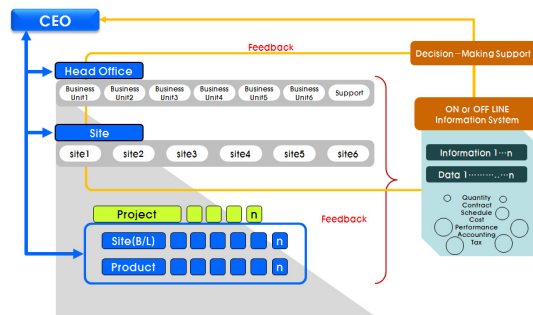 CEO
Feedback
Decision – Making Support
Head Office
Business
Unit1
Business
Unit2
Business
Unit3
Business
Unit4
Business
Unit5
Business
Unit6
Support
ON or OFF LINE
Information System
Site
site1
site2
site3
site4
site5
site6
Information 1…n
Data 1…………n
Quantity
Contract
Schedule
Cost
Performance
Accounting
Tax
Project
n
Feedback
Site(B/L)
n
Product
n